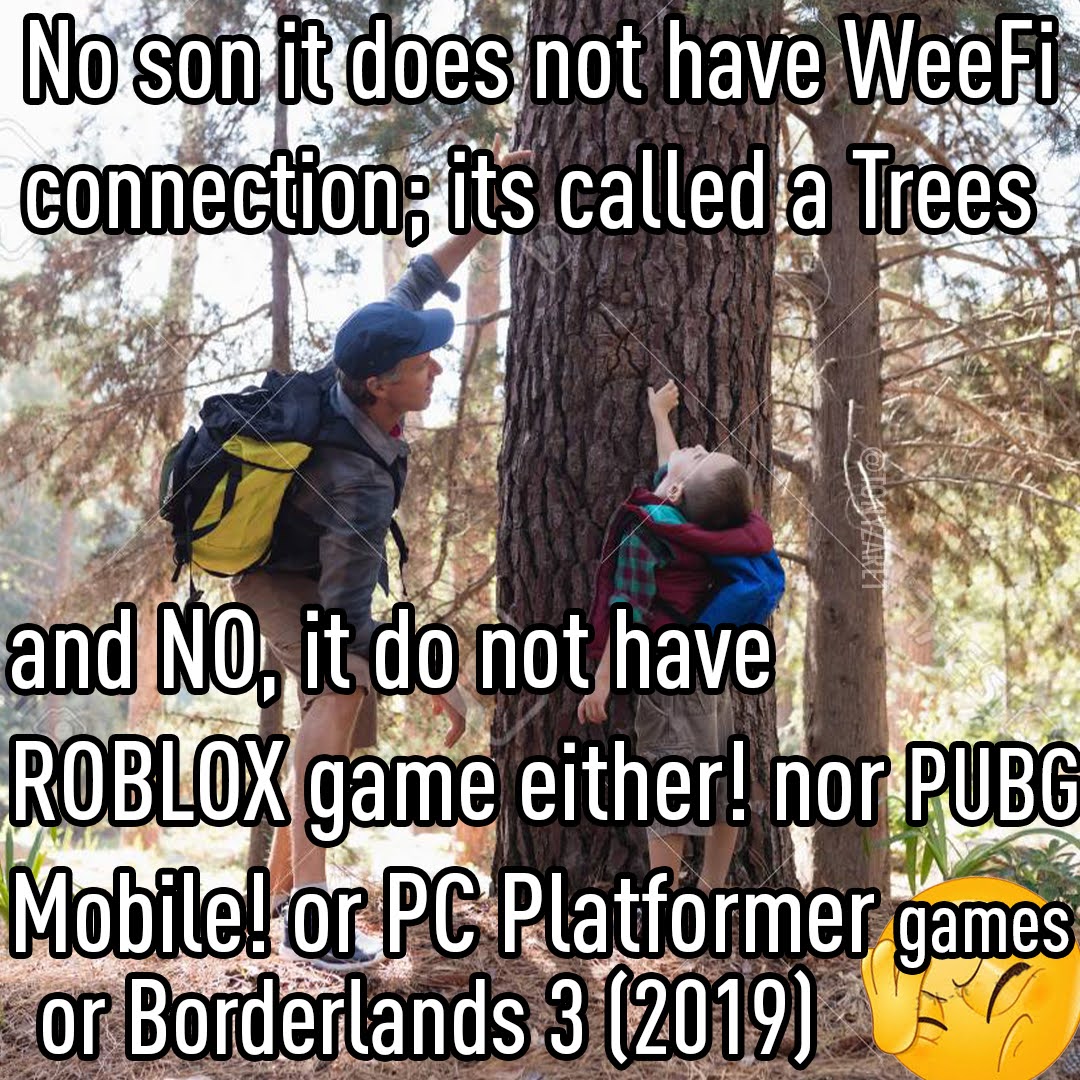 No son it does not have WeeFi
connection; its called a Trees
and NO, it do not have
ROBLOX game either! nor PUBG
Mobile! or PC Platformer games
or Borderlands 3 (2019)